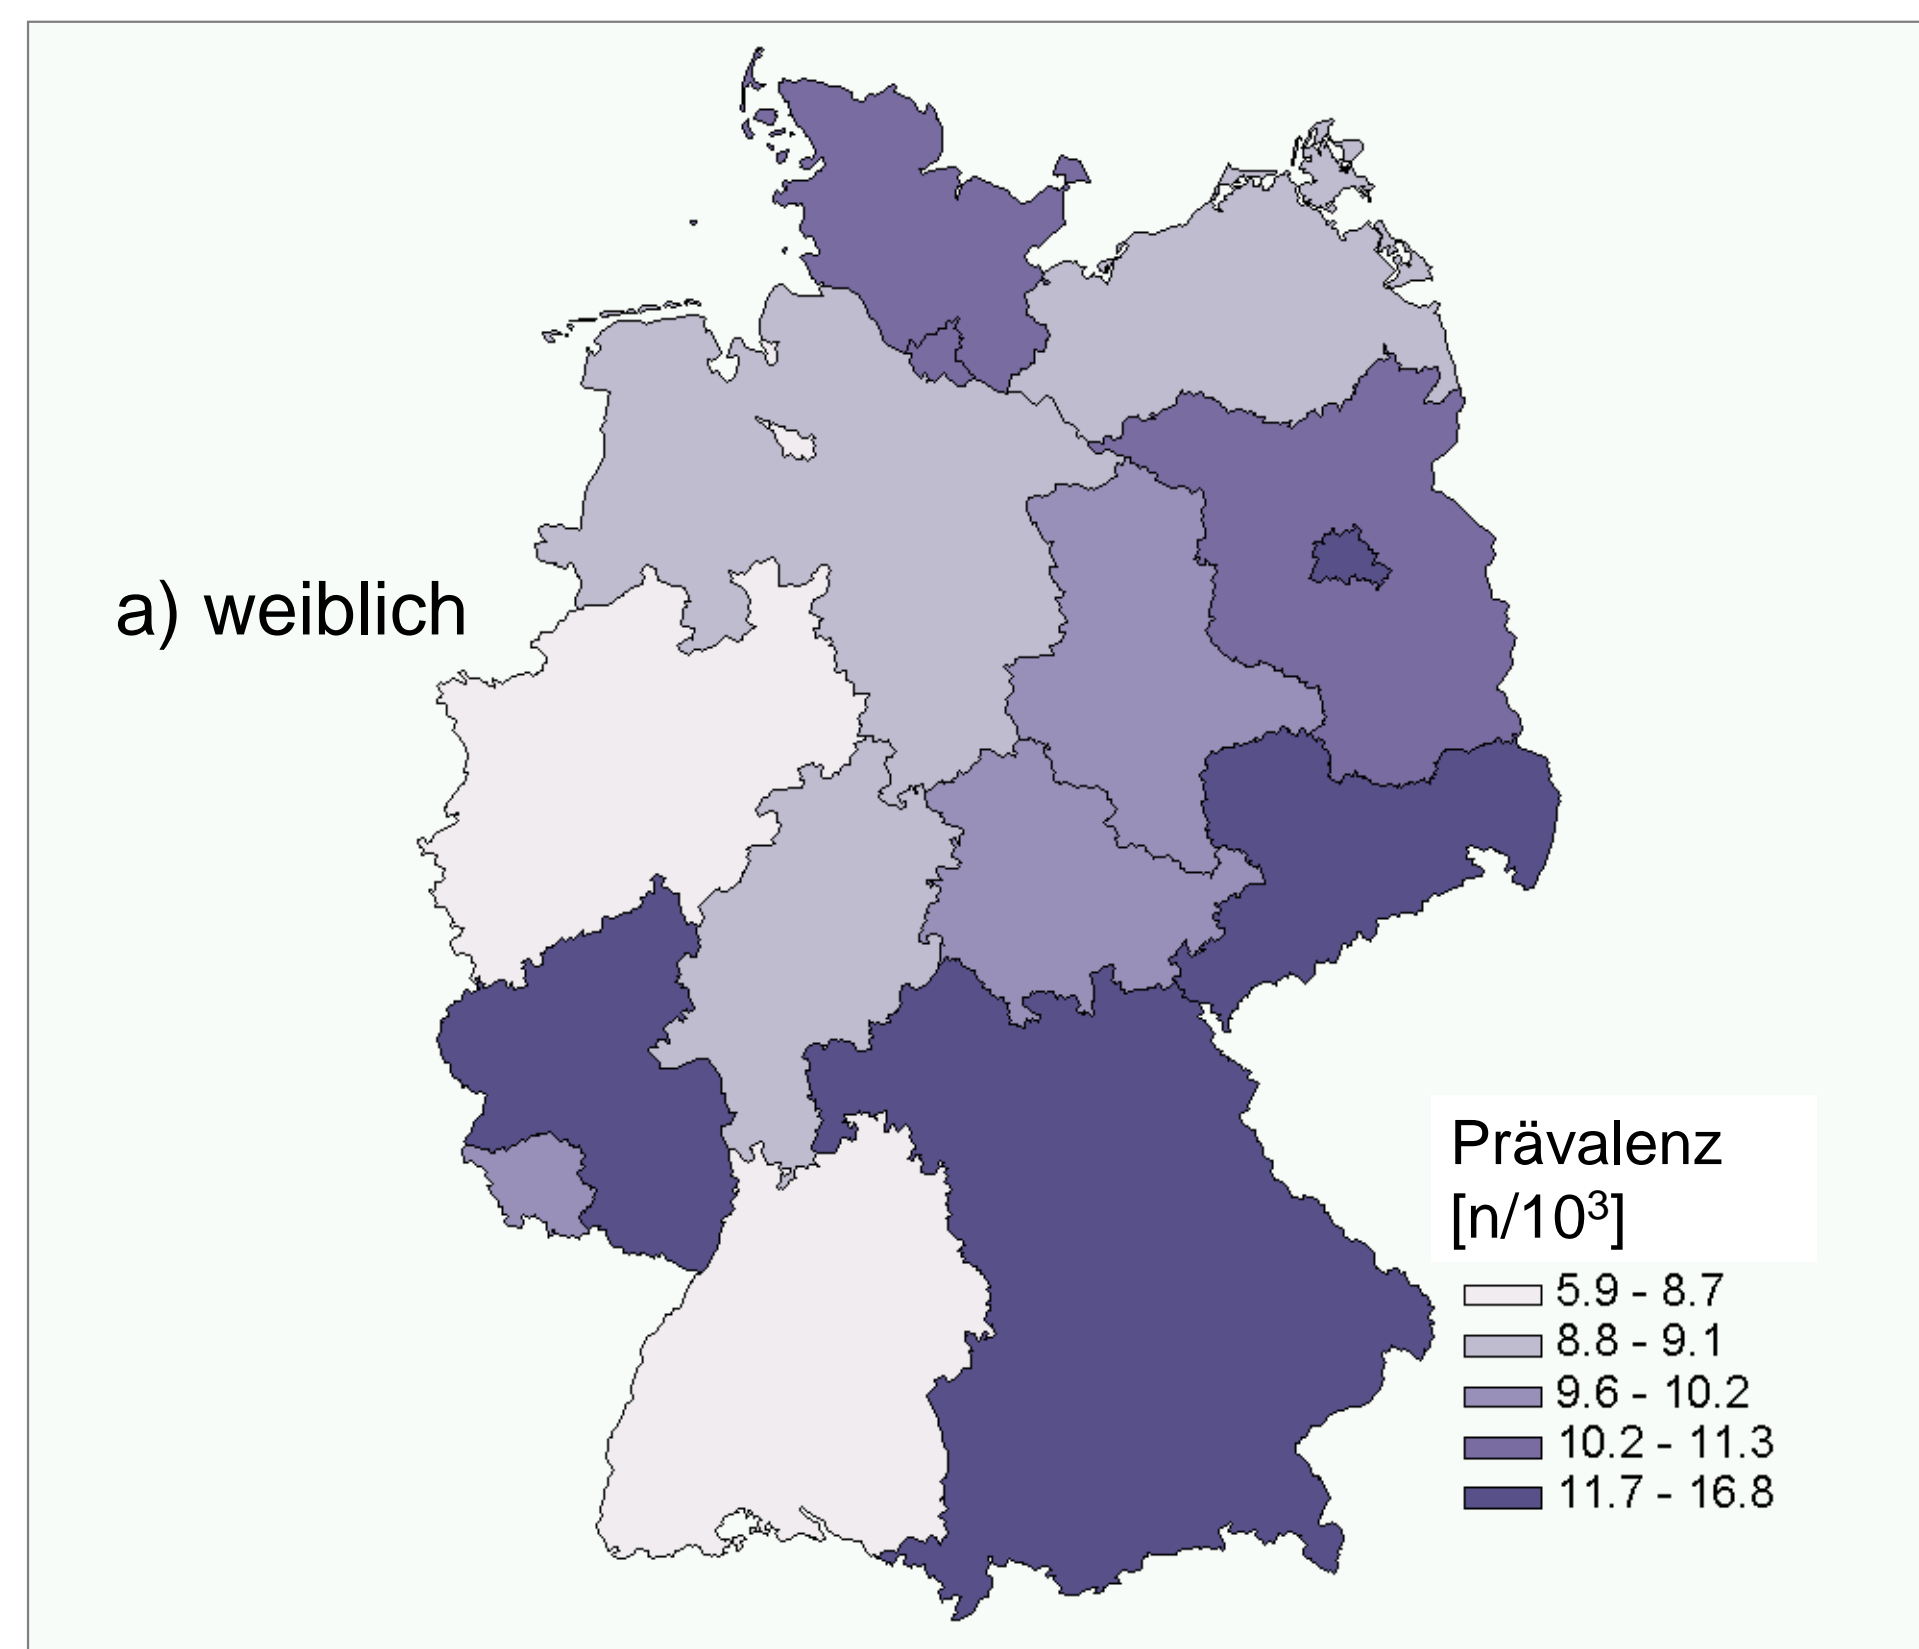 a) weiblich
Prävalenz
[n/10³]
5.9 - 8.7
8.8 - 9.1
9.6 - 10.2
10.2 - 11.3
11.7 - 16.8